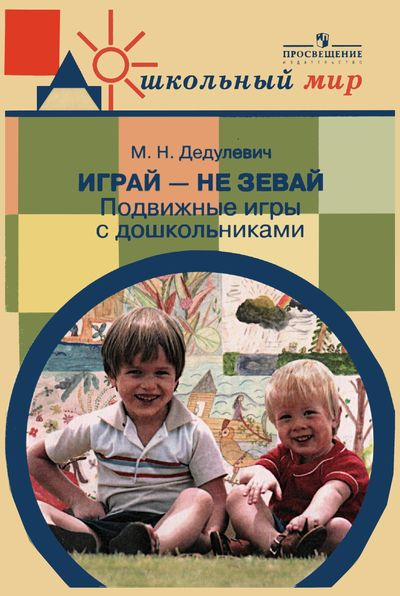 ПРОСВЕЩЕНИЕ
ИЗДАТЕЛЬСТВО
Дошкольный мир
М. Н. Дедулевич
ИГРАЙ — НЕ ЗЕВАЙ
Подвижные игры
с дошкольниками